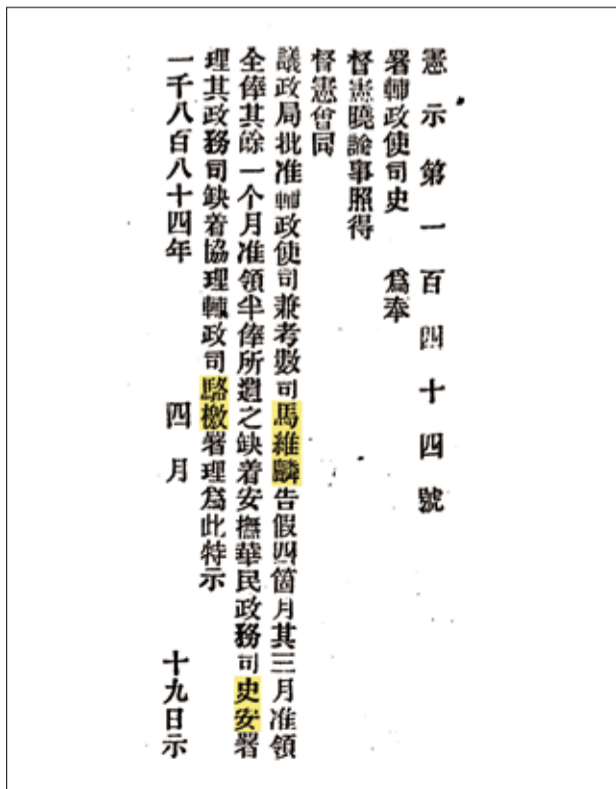 憲示第一百四十四號
署輔政使司史 爲奉
督憲曉諭事照得
督憲曾同
議政局批准輔政使司兼考數司馬維麟告假四箇月其三月准領
全俸其餘一个月准領半俸所遺之缺着安撫華民政務司史安署
理其政務司缺着協理輔政司駱檄署理爲此特示
一千八百八十四年 四月 十九日示